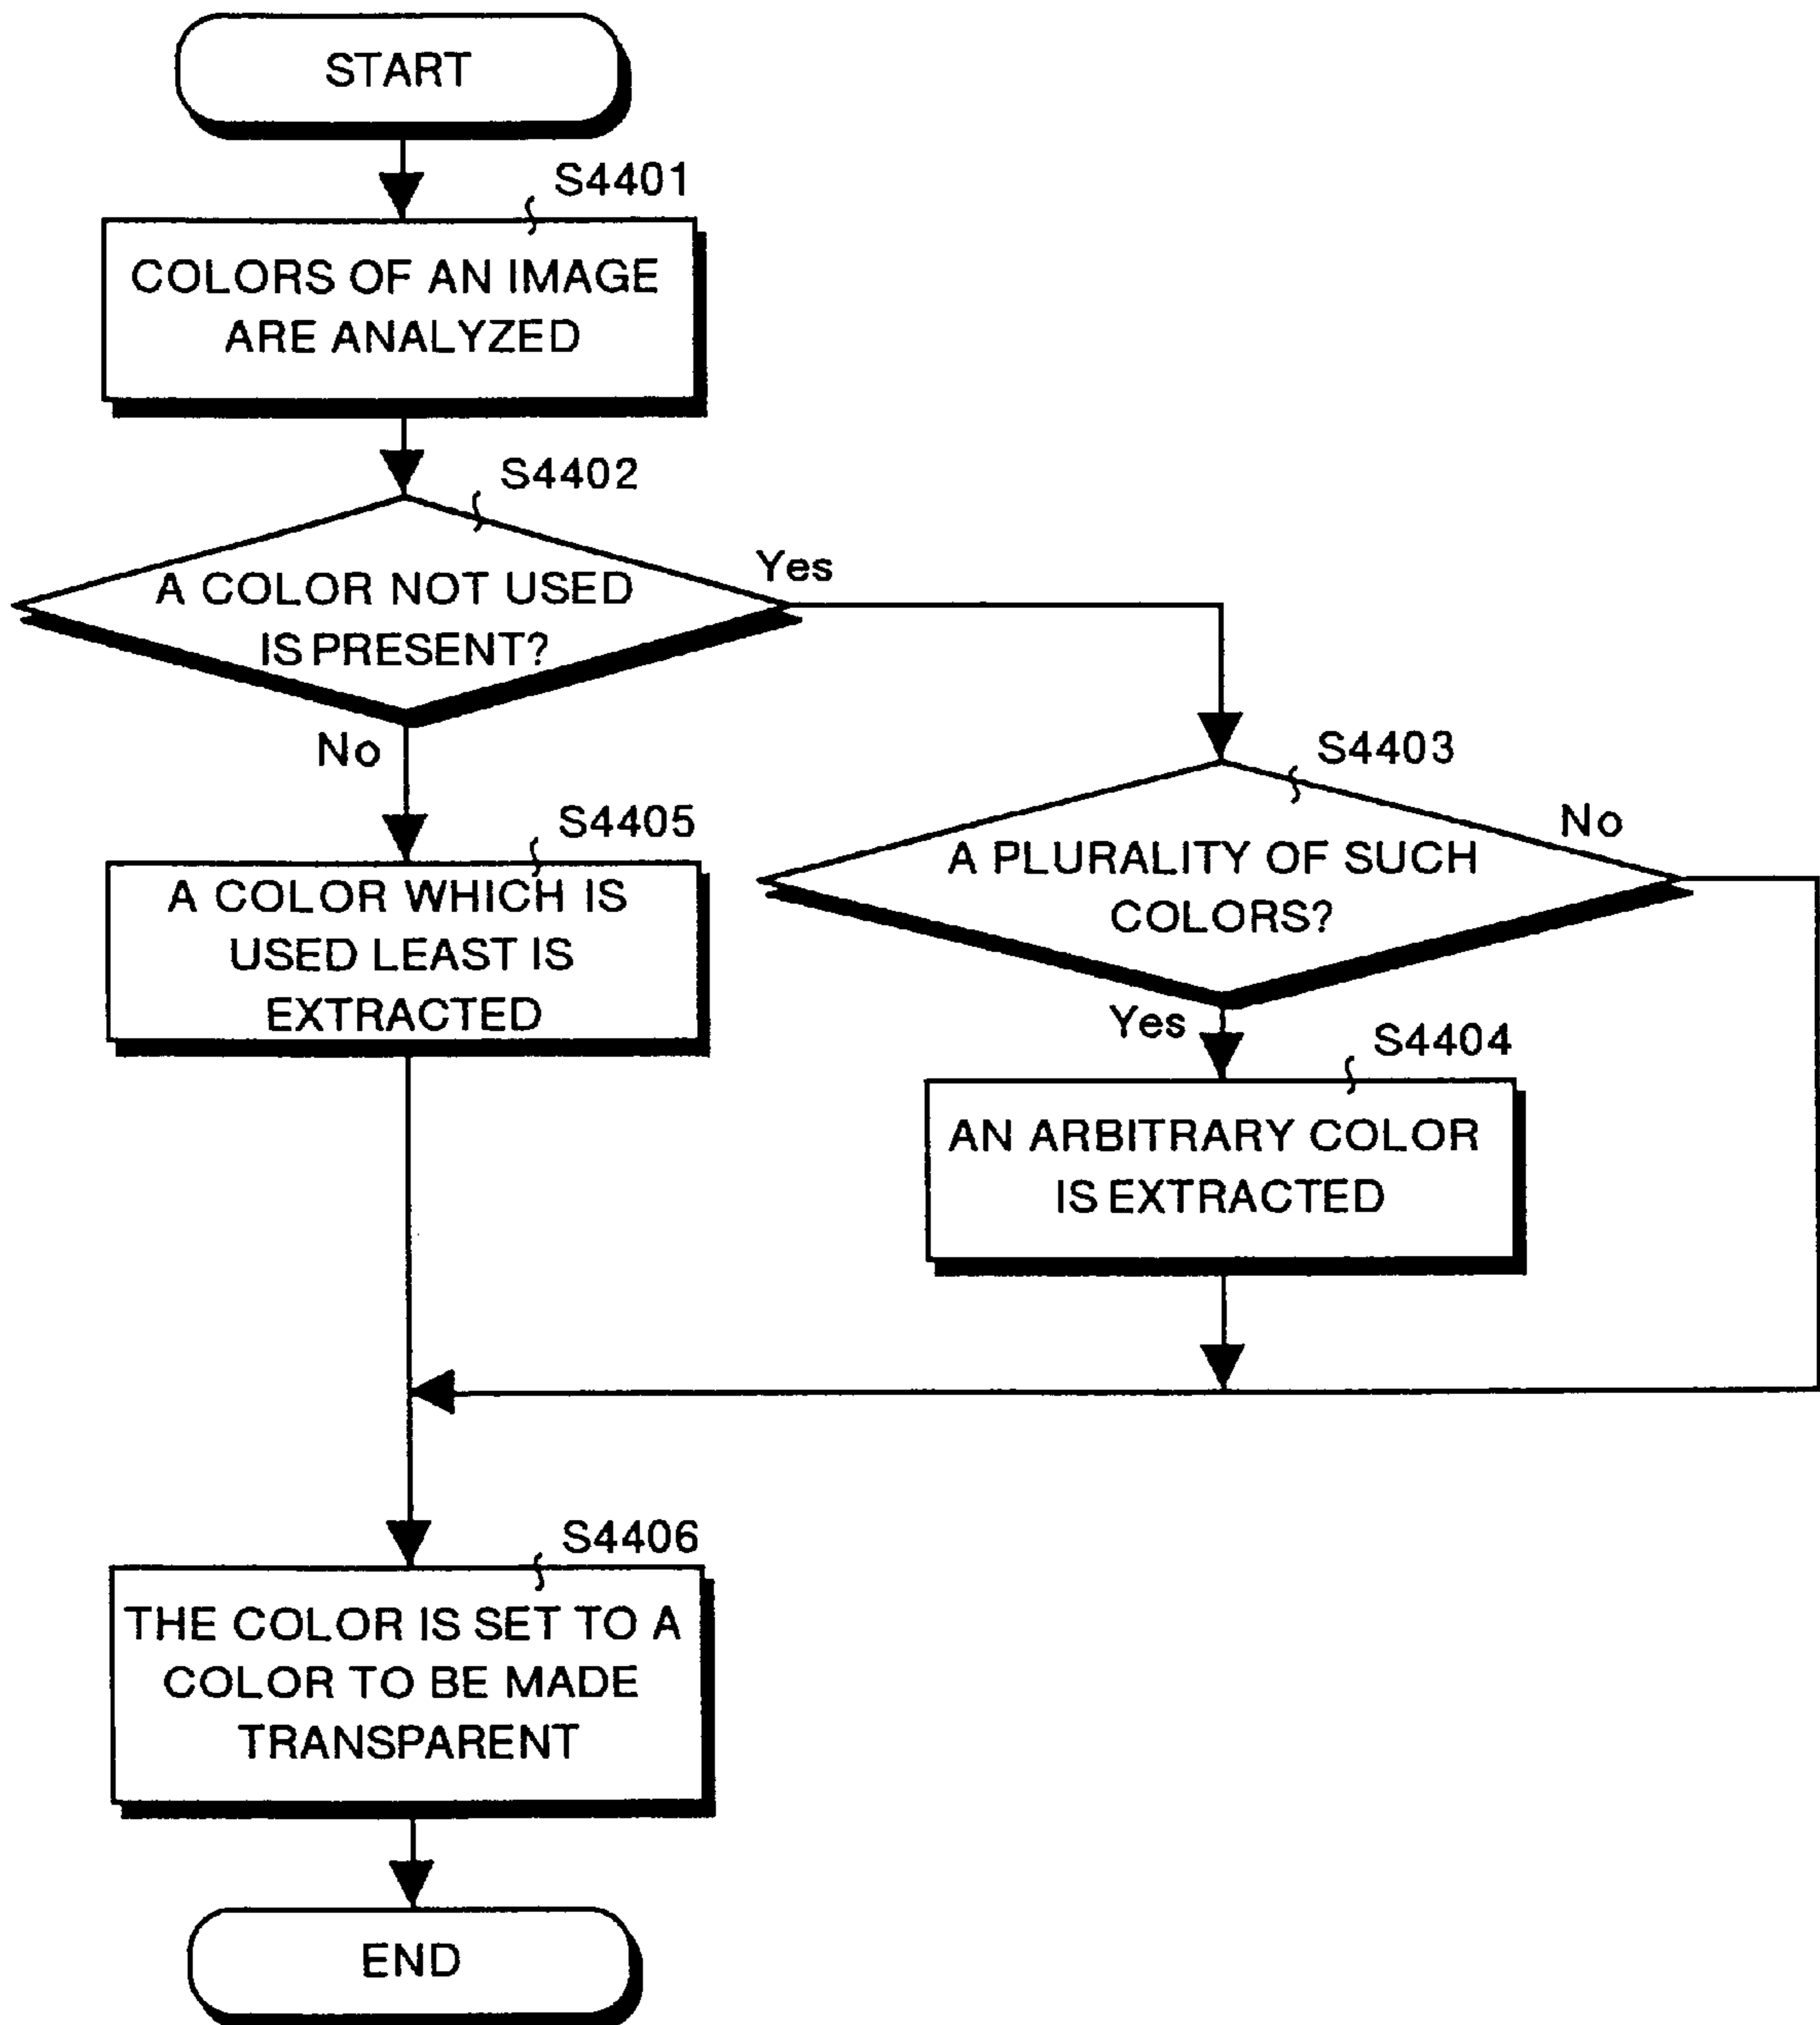 START
S4401
COLORS OF AN IMAGE
ARE ANALYZED
S4402
A COLOR NOT USED
IS PRESENT?
Yes
No
S4403
A PLURALITY OF SUCH
COLORS?
No
Yes
S4405
A COLOR WHICH IS
USED LEAST IS
EXTRACTED
S4404
AN ARBITRARY COLOR
IS EXTRACTED
S4406
THE COLOR IS SET TO A
COLOR TO BE MADE
TRANSPARENT
END